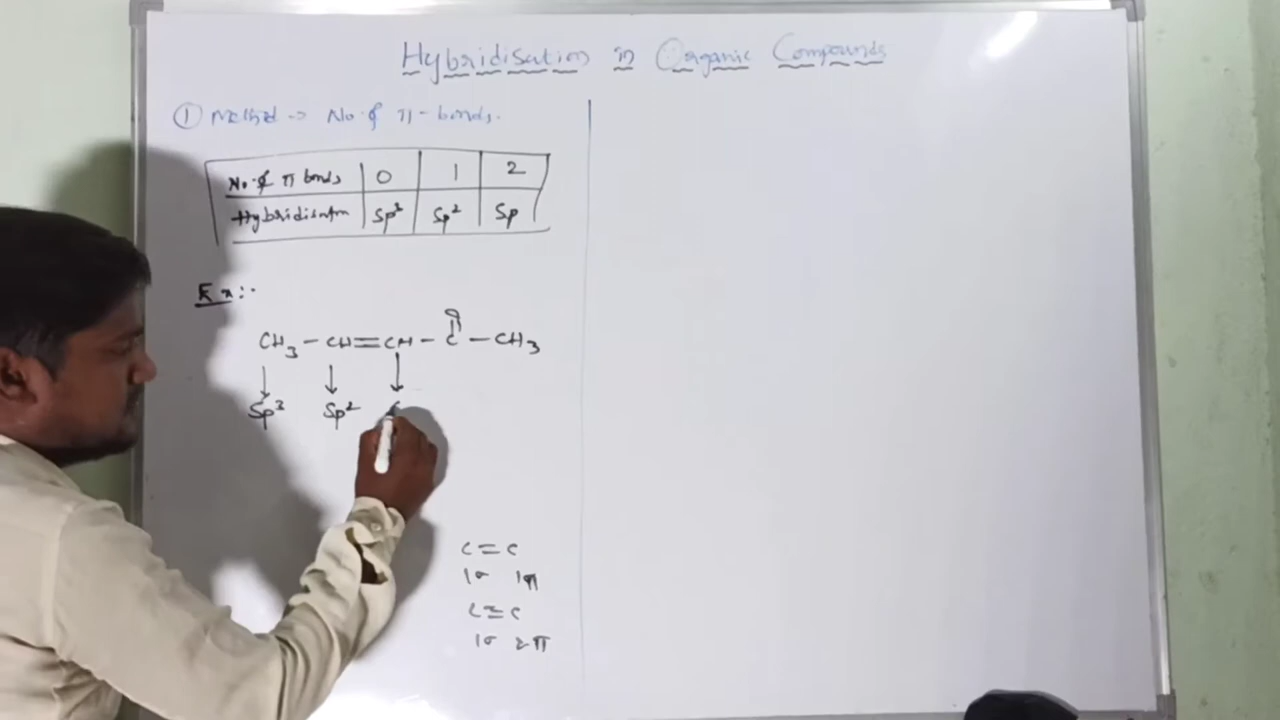 Hybridisation in Organic Compounds
① Method → No. of π-bonds.
No. of π bonds | 0 | 1 | 2
Hybridisation | Sp³ | Sp² | Sp
Ex:-
O
CH₃ - CH = CH - C - CH₃
↓ ↓ ↓
Sp³ Sp² S
C = C
1σ 1π
C ≡ C
1σ 2π